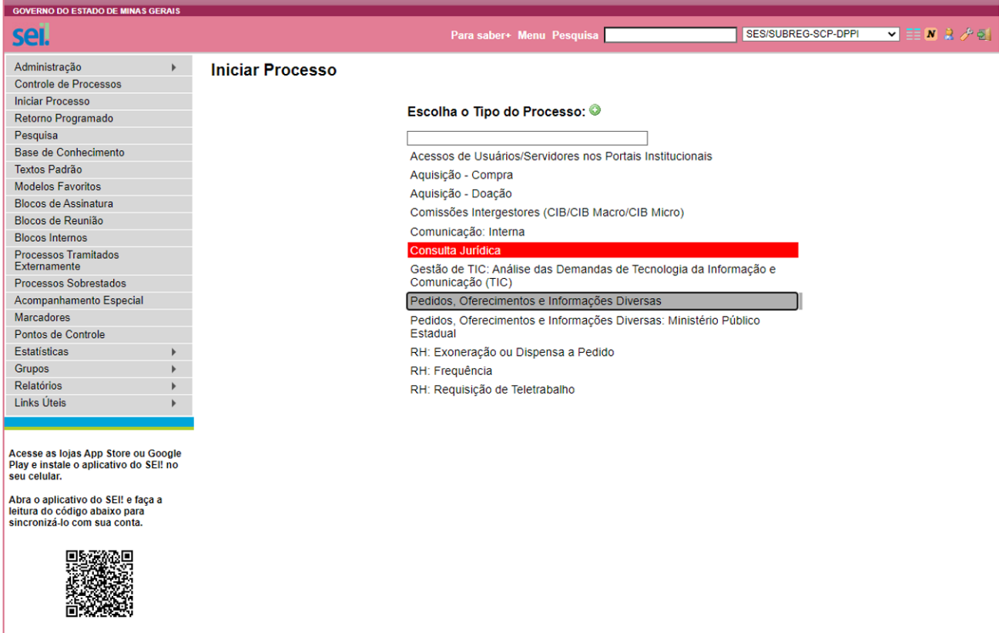 GOVERNO DO ESTADO DE MINAS GERAIS
sei!
Para saber+ Menu Pesquisa
SES/SUBREG-SCP-DPPI
N
Administração
Controle de Processos
Iniciar Processo
Retorno Programado
Pesquisa
Base de Conhecimento
Textos Padrão
Modelos Favoritos
Blocos de Assinatura
Blocos de Reunião
Blocos Internos
Processos Tramitados
Externamente
Processos Sobrestados
Acompanhamento Especial
Marcadores
Pontos de Controle
Estatísticas
Grupos
Relatórios
Links Úteis
Acesse as lojas App Store ou Google
Play e instale o aplicativo do SEI! no
seu celular.
Abra o aplicativo do SEI! e faça a
leitura do código abaixo para
sincronizá-lo com sua conta.
Iniciar Processo
Escolha o Tipo do Processo:
Acessos de Usuários/Servidores nos Portais Institucionais
Aquisição - Compra
Aquisição - Doação
Comissões Intergestores (CIB/CIB Macro/CIB Micro)
Comunicação: Interna
Consulta Jurídica
Gestão de TIC: Análise das Demandas de Tecnologia da Informação e
Comunicação (TIC)
Pedidos, Oferecimentos e Informações Diversas
Pedidos, Oferecimentos e Informações Diversas: Ministério Público
Estadual
RH: Exoneração ou Dispensa a Pedido
RH: Frequência
RH: Requisição de Teletrabalho